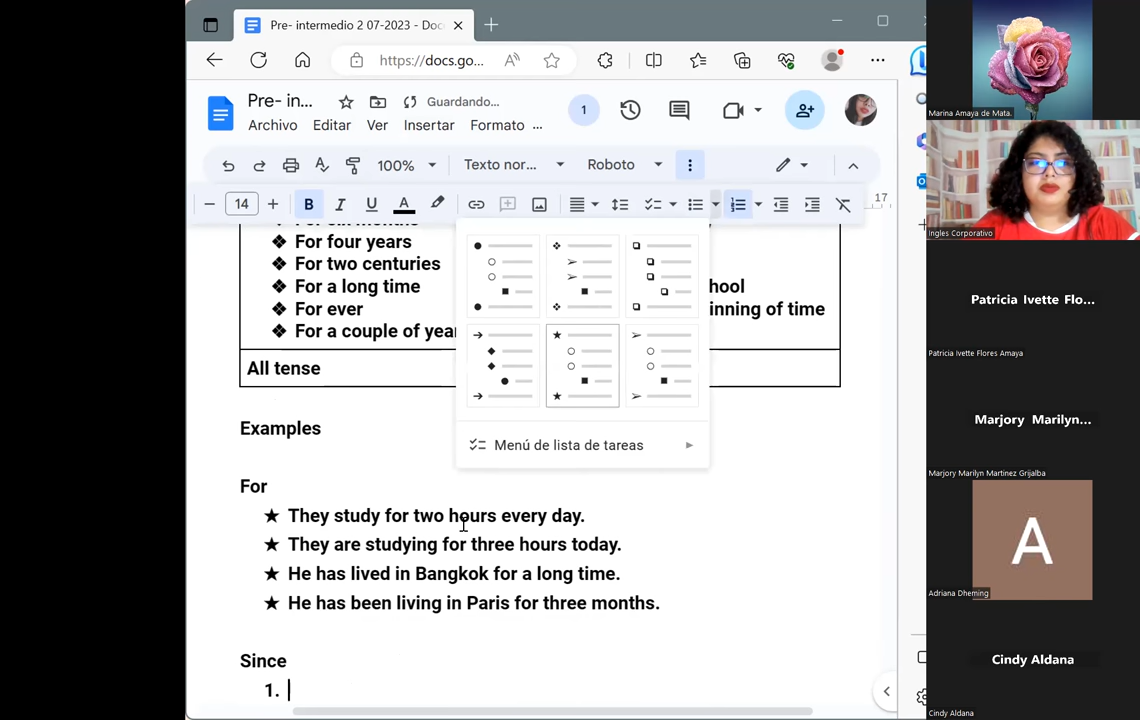 Pre- intermedio 2 07-2023 - Doc
https://docs.go...
Pre- in...
Guardando...
1
Archivo Editar Ver Insertar Formato ...
100% Texto nor... Roboto
14
17
For four years
For two centuries
For a long time
hool
For ever
inning of time
For a couple of yea
All tense
Menú de lista de tareas
Examples
For
★ They study for two hours every day.
★ They are studying for three hours today.
★ He has lived in Bangkok for a long time.
★ He has been living in Paris for three months.
Since
1.
Marina Amaya de Mata.
Ingles Corporativo
Patricia Ivette Flo...
Patricia Ivette Flores Amaya
Marjory Marilyn...
Marjory Marilyn Martinez Grijalba
A
Adriana Dheming
Cindy Aldana
Cindy Aldana